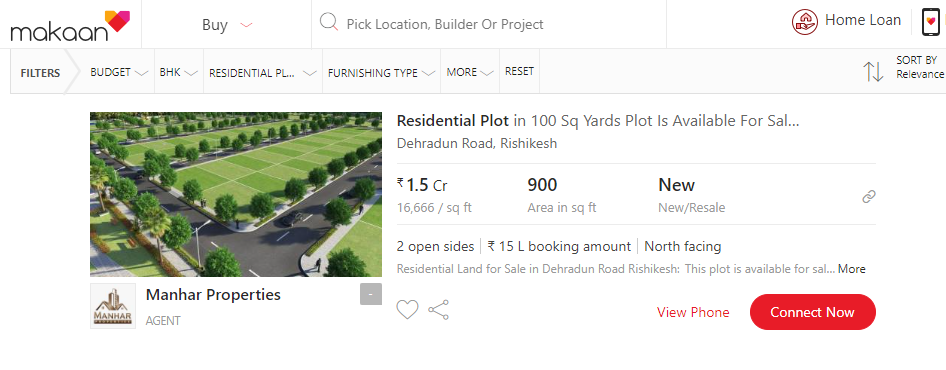 makaan
Buy
Pick Location, Builder Or Project
Home Loan
FILTERS
BUDGET
BHK
RESIDENTIAL PL...
FURNISHING TYPE
MORE
RESET
SORT BY
Relevance
Residential Plot in 100 Sq Yards Plot Is Available For Sal...
Dehradun Road, Rishikesh
₹ 1.5 Cr
16,666 / sq ft
900
Area in sq ft
New
New/Resale
2 open sides
₹ 15 L booking amount
North facing
Residential Land for Sale in Dehradun Road Rishikesh: This plot is available for sal... More
MANHAR
Manhar Properties
-
AGENT
View Phone
Connect Now